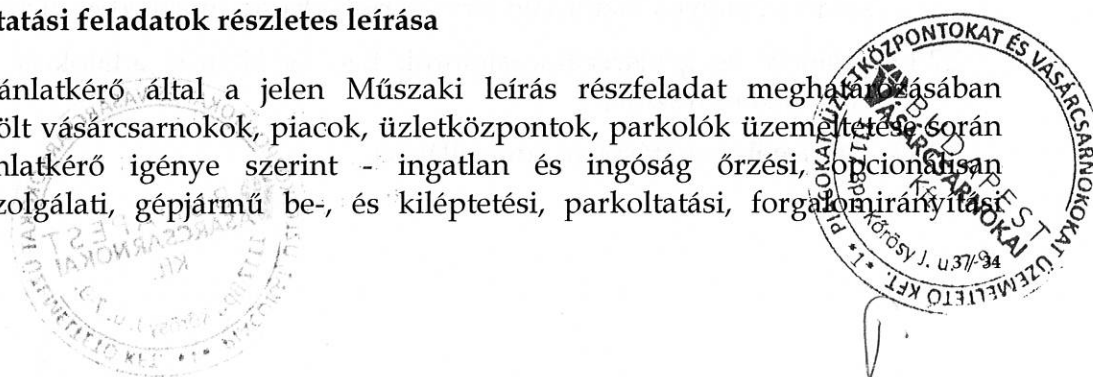 tatási feladatok részletes leírása
ánlatkérő által a jelen Műszaki leírás részfeladat meghatározásában
ölt vásárcsarnokok, piacok, üzletközpontok, parkolók üzemeltetése során
nlatkérő igénye szerint - ingatlan és ingóság őrzési, opcionálisan
zolgálati, gépjármű be-, és kiléptetési, parkoltatási, forgalomirányítási
PIACOKAT ÜZLETKÖZPONTOKAT ÉS VÁSÁRCSARNOKOKAT ÜZEMELTETŐ KFT. *1*
BUDAPEST
VÁSÁRCSARNOKAI
Kft.
Kőrösy J. u.
37/34